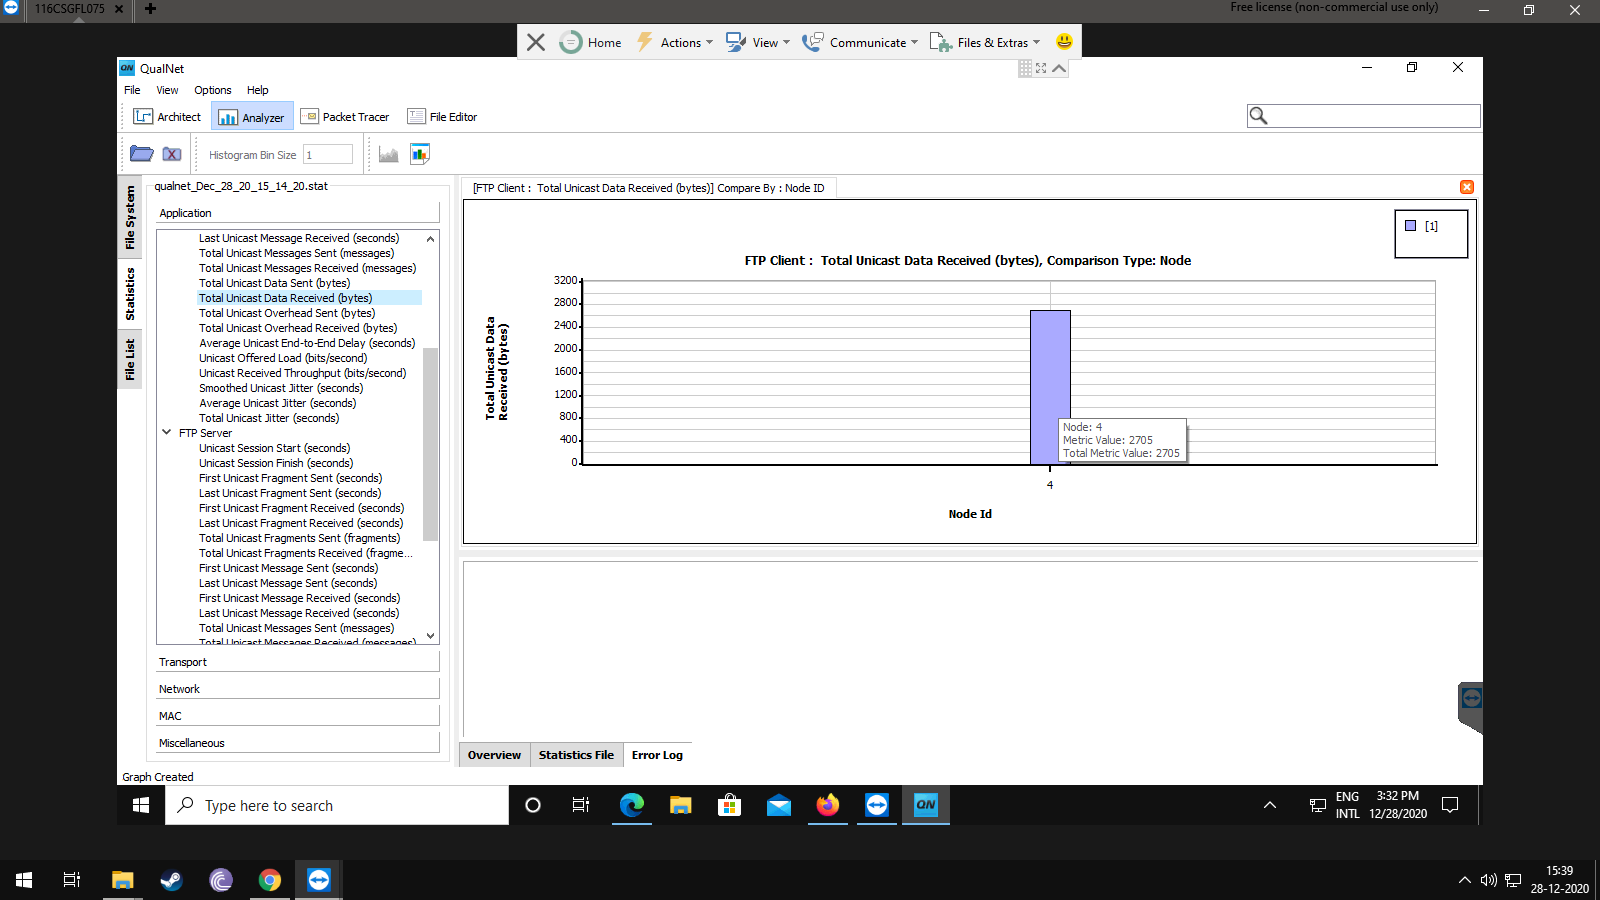 116CSGFL075
Free license (non-commercial use only)
Home
Actions
View
Communicate
Files & Extras
QN QualNet
File View Options Help
Architect
Analyzer
Packet Tracer
File Editor
Histogram Bin Size 1
File System
Statistics
File List
qualnet_Dec_28_20_15_14_20.stat
Application
Last Unicast Message Received (seconds)
Total Unicast Messages Sent (messages)
Total Unicast Messages Received (messages)
Total Unicast Data Sent (bytes)
Total Unicast Data Received (bytes)
Total Unicast Overhead Sent (bytes)
Total Unicast Overhead Received (bytes)
Average Unicast End-to-End Delay (seconds)
Unicast Offered Load (bits/second)
Unicast Received Throughput (bits/second)
Smoothed Unicast Jitter (seconds)
Average Unicast Jitter (seconds)
Total Unicast Jitter (seconds)
FTP Server
Unicast Session Start (seconds)
Unicast Session Finish (seconds)
First Unicast Fragment Sent (seconds)
Last Unicast Fragment Sent (seconds)
First Unicast Fragment Received (seconds)
Last Unicast Fragment Received (seconds)
Total Unicast Fragments Sent (fragments)
Total Unicast Fragments Received (fragme...
First Unicast Message Sent (seconds)
Last Unicast Message Sent (seconds)
First Unicast Message Received (seconds)
Last Unicast Message Received (seconds)
Total Unicast Messages Sent (messages)
Total Unicast Messages Received (messages)
Transport
Network
MAC
Miscellaneous
Graph Created
[FTP Client : Total Unicast Data Received (bytes)] Compare By : Node ID
[1]
FTP Client : Total Unicast Data Received (bytes), Comparison Type: Node
Total Unicast Data
Received (bytes)
3200
2800
2400
2000
1600
1200
800
400
0
Node: 4
Metric Value: 2705
Total Metric Value: 2705
4
Node Id
Overview
Statistics File
Error Log
Type here to search
QN
ENG
INTL
3:32 PM
12/28/2020
15:39
28-12-2020